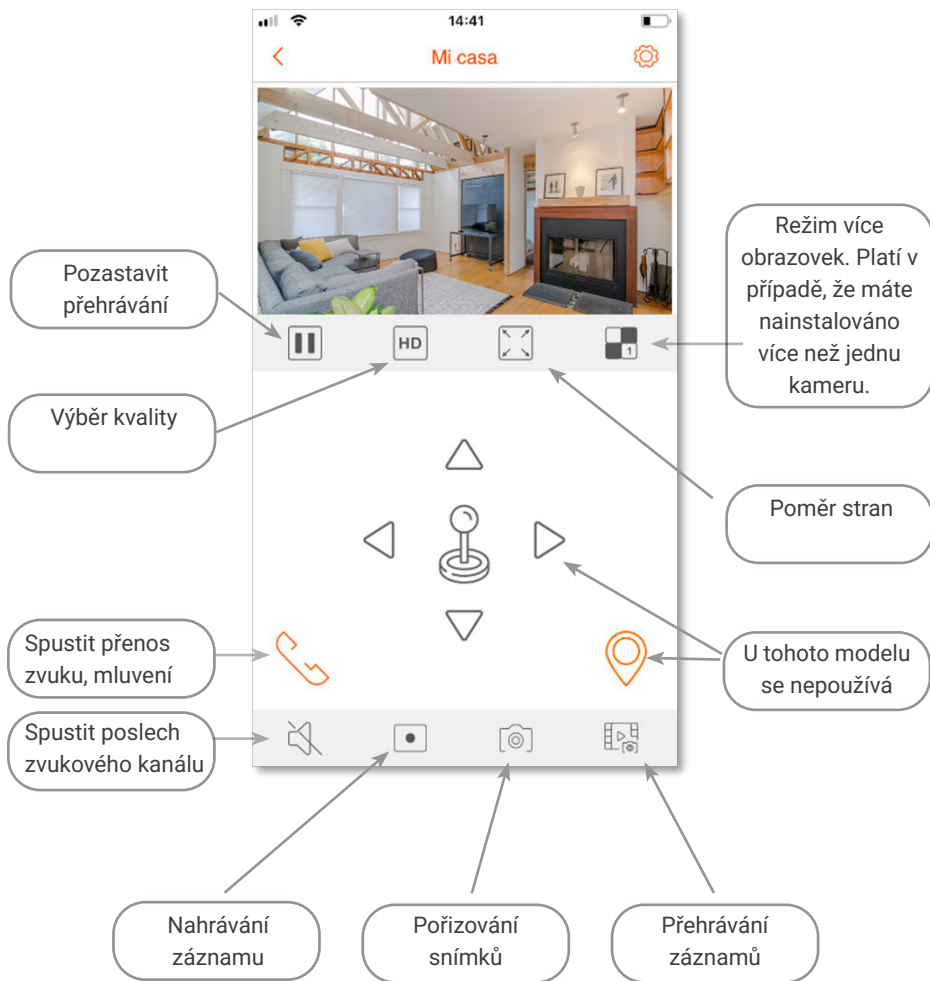 14:41
Mi casa
Pozastavit
přehrávání
Režim více
obrazovek. Platí v
případě, že máte
nainstalováno
více než jednu
kameru.
HD
1
Výběr kvality
Poměr stran
Spustit přenos
zvuku, mluvení
U tohoto modelu
se nepoužívá
Spustit poslech
zvukového kanálu
Nahrávání
záznamu
Pořizování
snímků
Přehrávání
záznamů